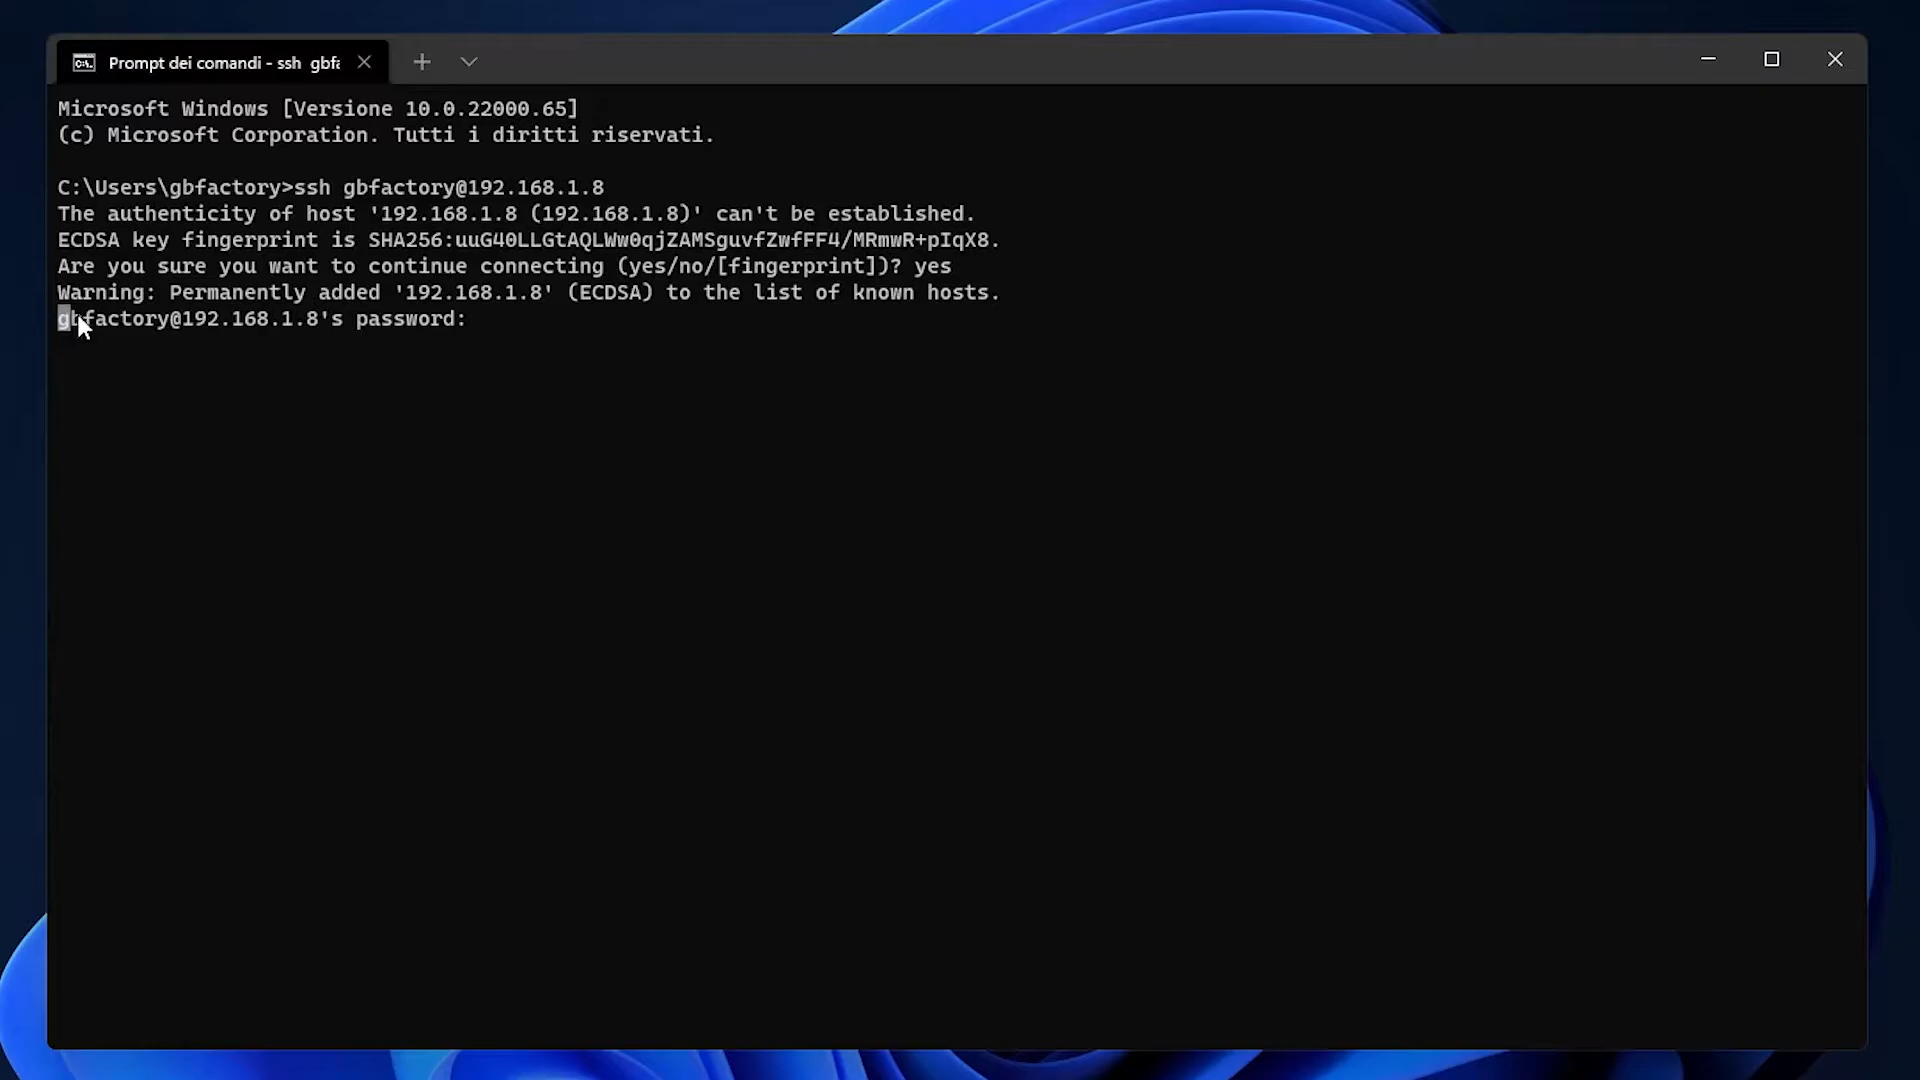 Prompt dei comandi - ssh gbf
Microsoft Windows [Versione 10.0.22000.65]
(c) Microsoft Corporation. Tutti i diritti riservati.
C:\Users\gbfactory>ssh gbfactory@192.168.1.8
The authenticity of host '192.168.1.8 (192.168.1.8)' can't be established.
ECDSA key fingerprint is SHA256:uuG40LLGtAQLWw0qjZAMSguvfZwfFF4/MRmwR+pIqX8.
Are you sure you want to continue connecting (yes/no/[fingerprint])? yes
Warning: Permanently added '192.168.1.8' (ECDSA) to the list of known hosts.
gbfactory@192.168.1.8's password: